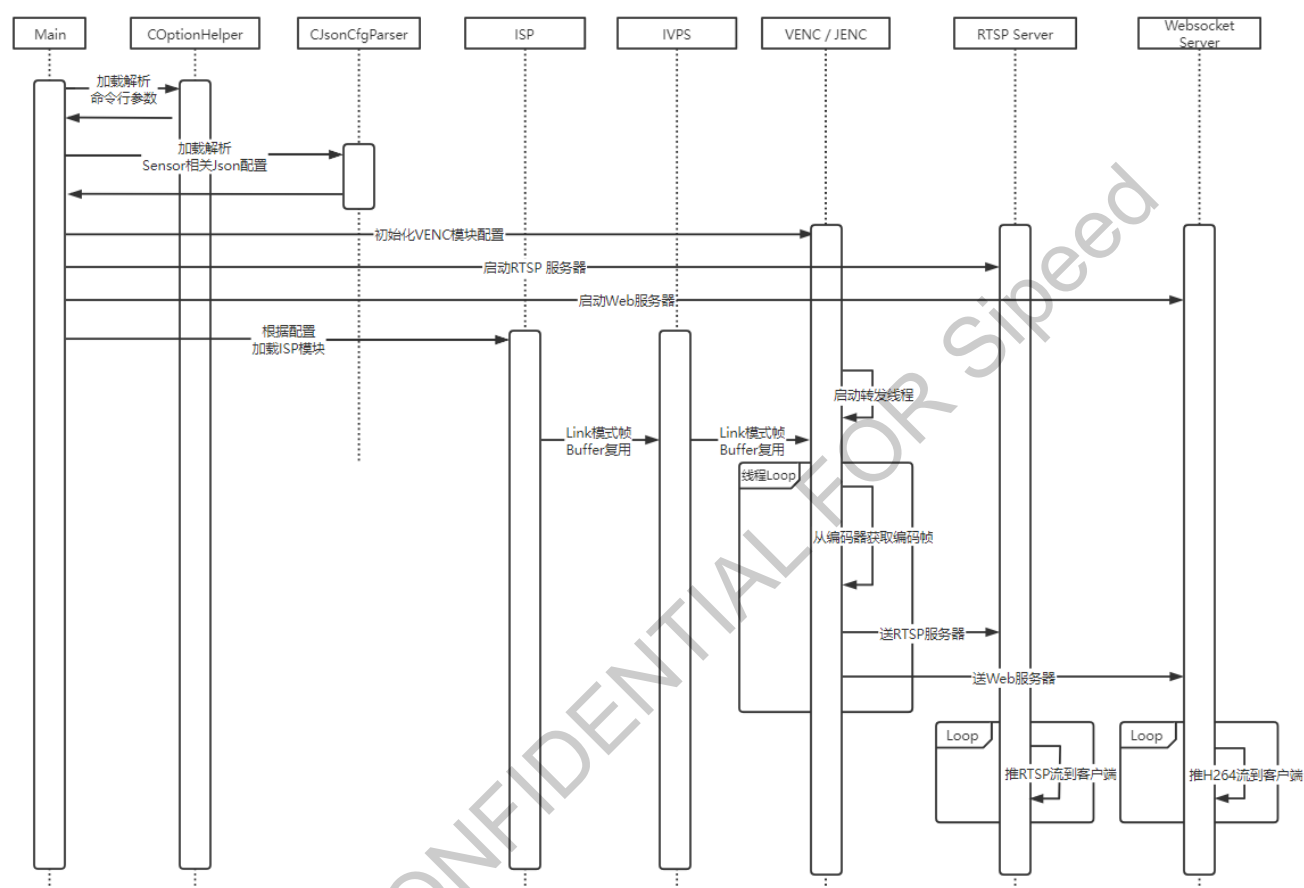 Main
COptionHelper
CJsonCfgParser
ISP
IVPS
VENC / JENC
RTSP Server
Websocket
Server
加载解析
命令行参数
加载解析
Sensor相关Json配置
初始化VENC模块配置
启动RTSP 服务器
启动Web服务器
根据配置
加载ISP模块
启动转发线程
Link模式帧
Buffer复用
Link模式帧
Buffer复用
线程Loop
从编码器获取编码帧
送RTSP服务器
送Web服务器
Loop
推RTSP流到客户端
Loop
推H264流到客户端
ONFIDENTIAL FOR Sipeed